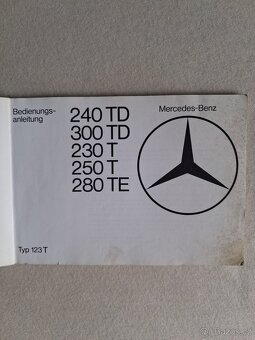 Bedienungs-
anleitung
240 TD
300 TD
230 T
250 T
280 TE
Mercedes-Benz
Typ 123 T